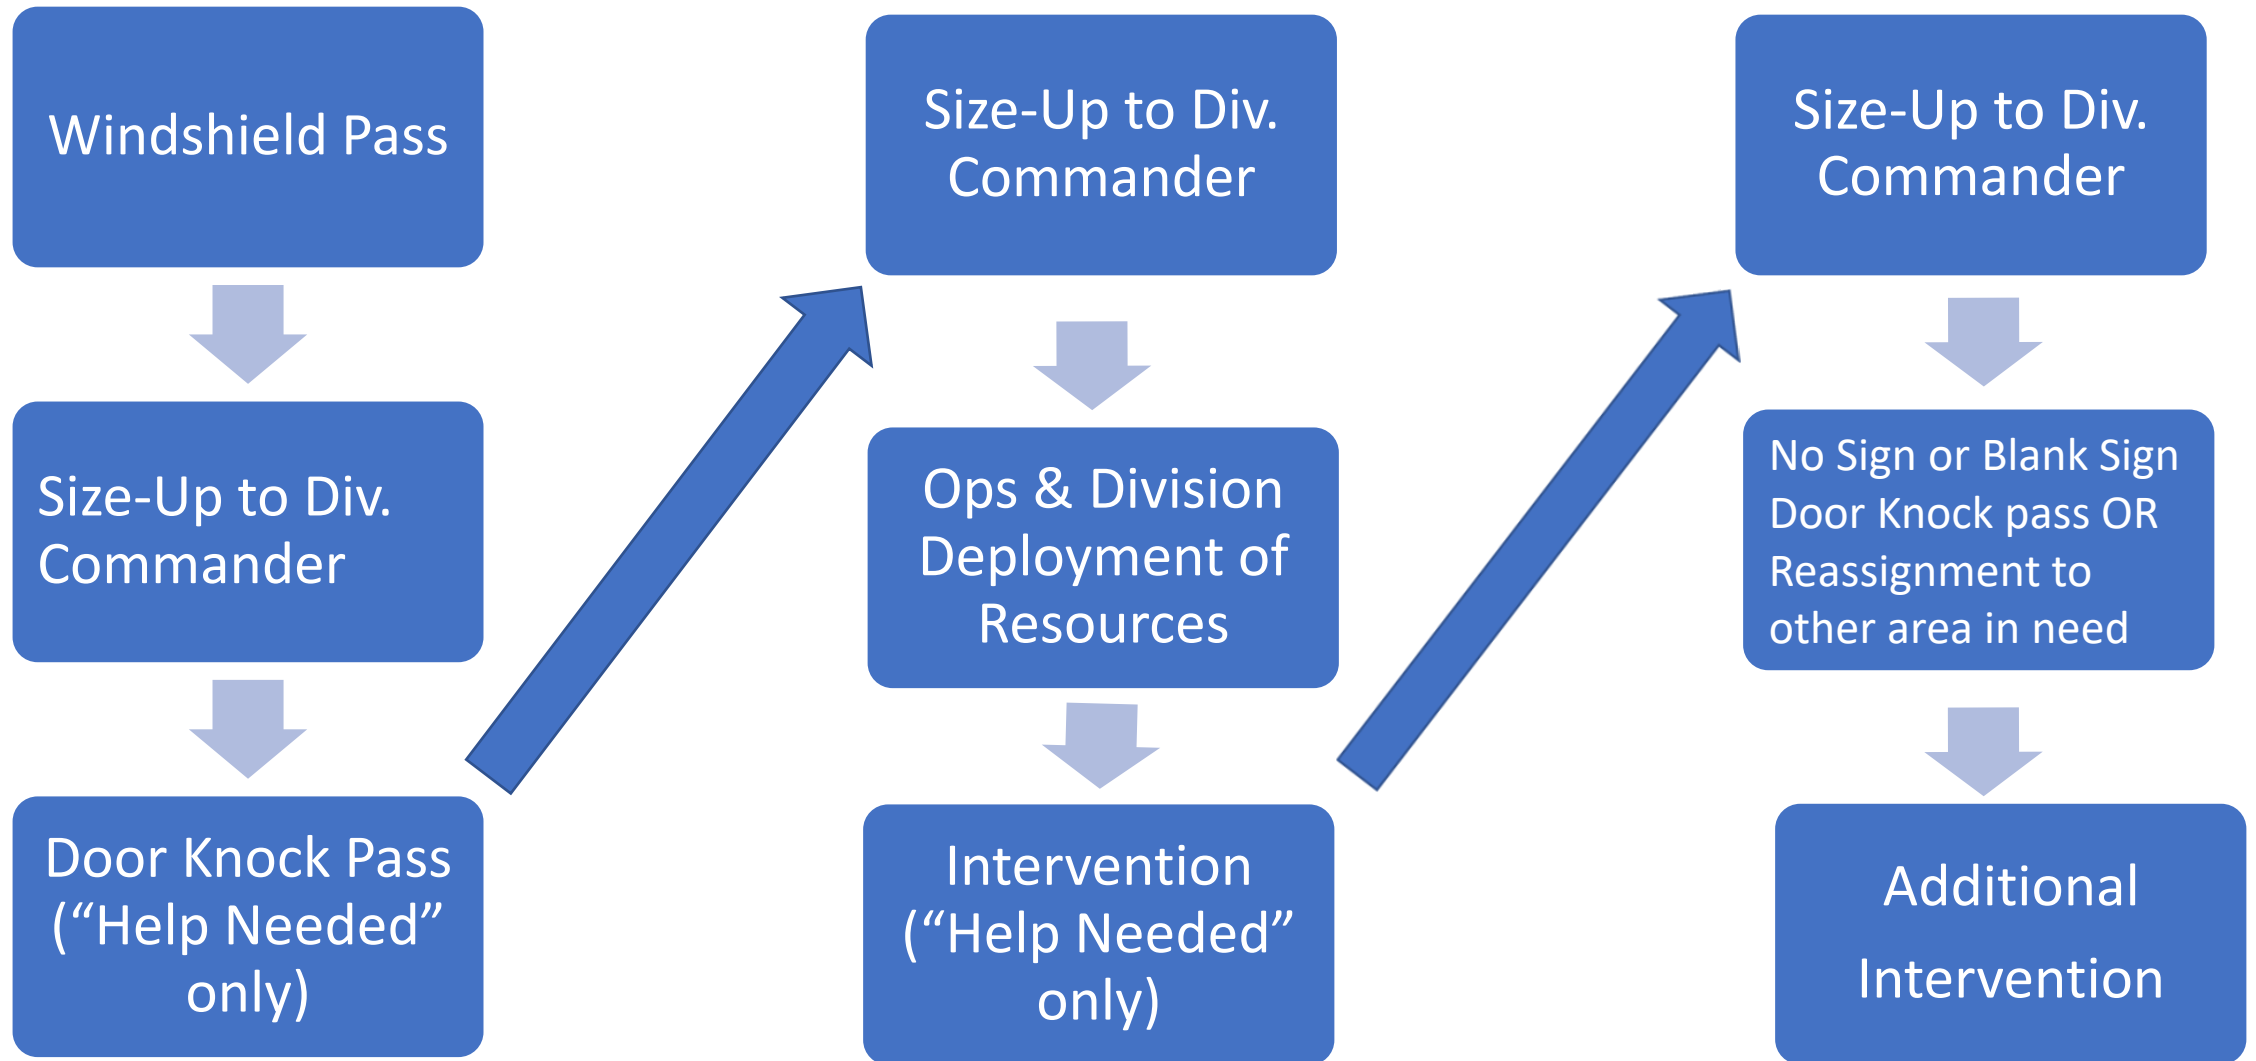 Windshield Pass
Size-Up to Div.
Commander
Door Knock Pass
(“Help Needed”
only)
Size-Up to Div.
Commander
Ops & Division
Deployment of
Resources
Intervention
(“Help Needed”
only)
Size-Up to Div.
Commander
No Sign or Blank Sign
Door Knock pass OR
Reassignment to
other area in need
Additional
Intervention